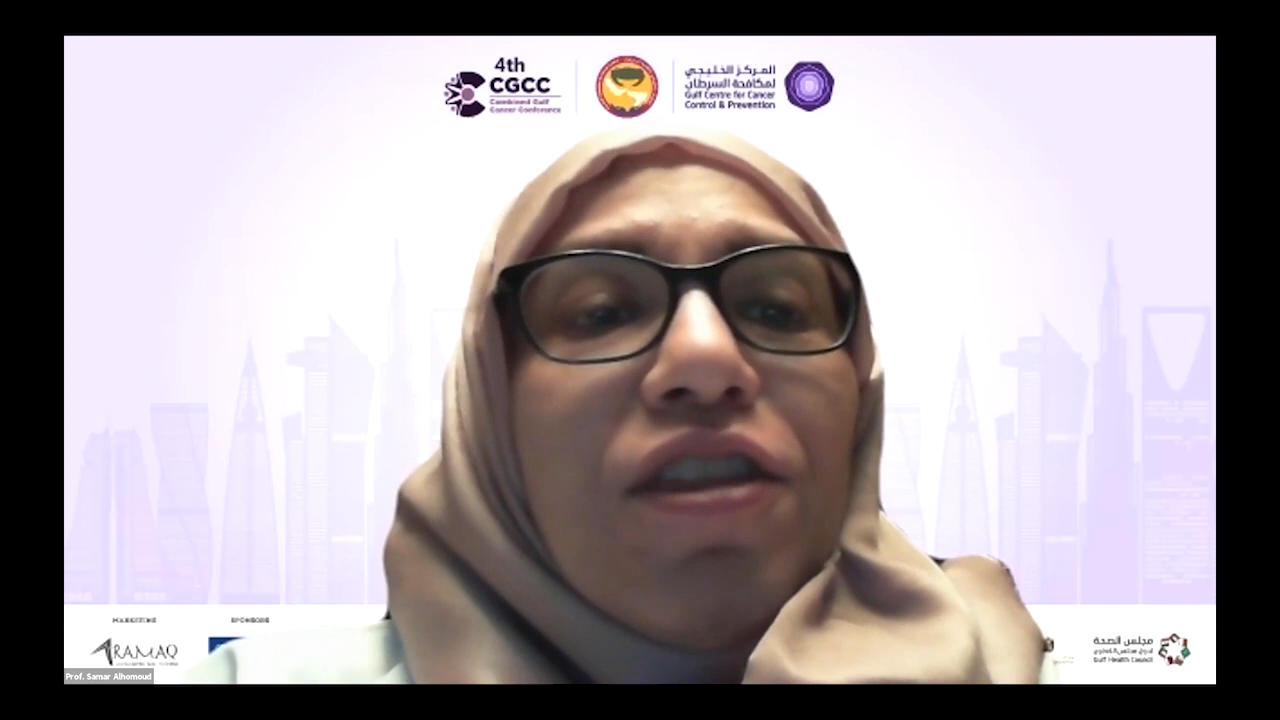 4th
CGCC
Combined Gulf
Cancer Conference
المركز الخليجي
لمكافحة السرطان
Gulf Centre for Cancer
Control & Prevention
MARKETING
SPONSORS
ARAMAQ
مجلس الصحة
Gulf Health Council
Prof. Samar Alhomoud